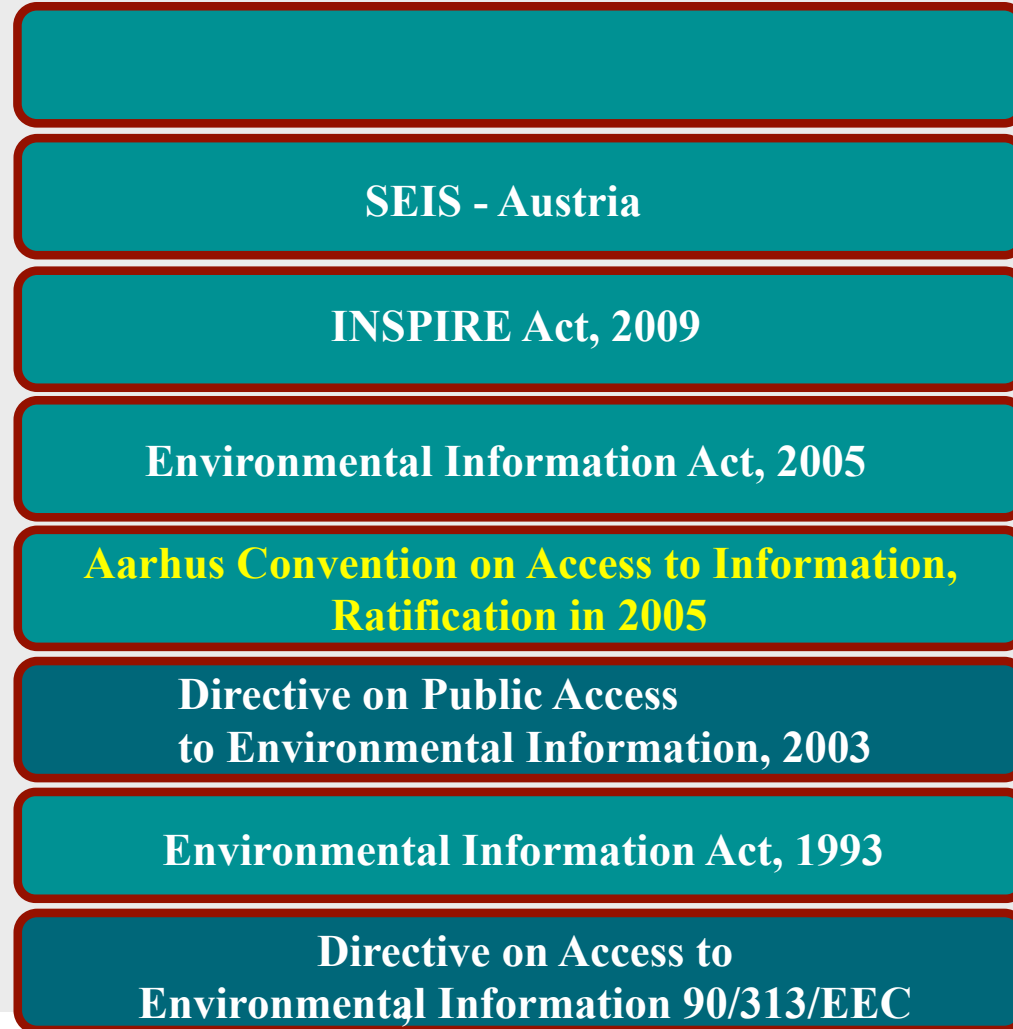 SEIS - Austria
INSPIRE Act, 2009
Environmental Information Act, 2005
Aarhus Convention on Access to Information,
Ratification in 2005
Directive on Public Access
to Environmental Information, 2003
Environmental Information Act, 1993
Directive on Access to
Environmental Information 90/313/EEC